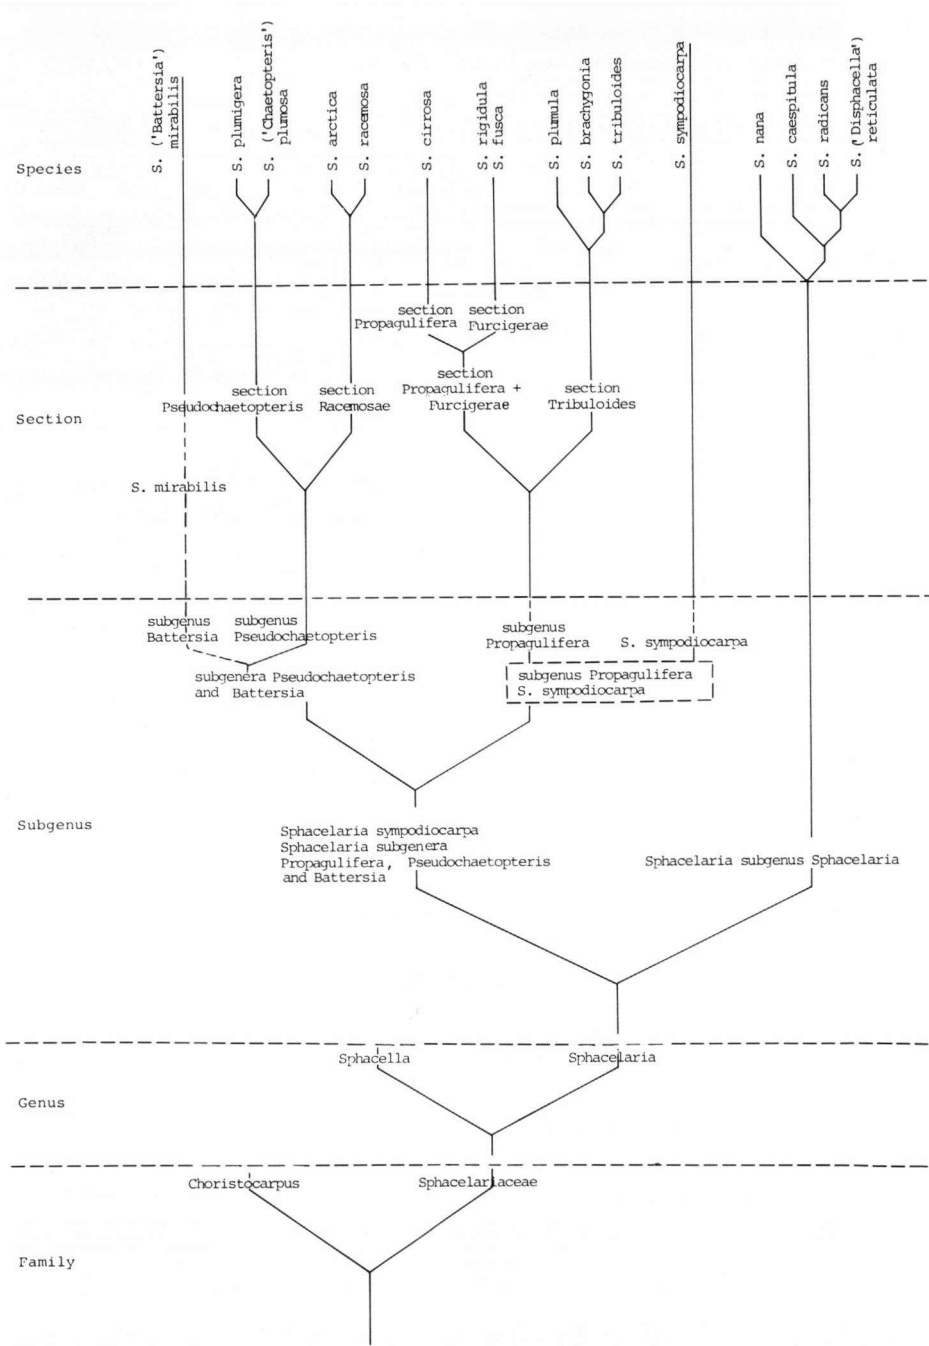 Species
S. ('Battersia')
mirabilis
S. plumigera
S. ('Chaetopteris')
plumosa
S. arctica
S. racemosa
S. cirrosa
S. rigidula
S. fusca
S. plumula
S. brachygonia
S. tribuloides
S. sympodiocarpa
S. nana
S. caespitula
S. radicans
S. ('Disphacella')
reticulata
Section
section
Propagulifera
section
Furcigerae
section
Pseudochaetopteris
section
Racemosae
section
Propagulifera +
Furcigerae
section
Tribuloides
S. mirabilis
Subgenus
subgenus
Battersia
subgenus
Pseudochaetopteris
subgenus
Propagulifera
S. sympodiocarpa
subgenera Pseudochaetopteris
and Battersia
subgenus Propagulifera
S. sympodiocarpa
Sphacelaria sympodiocarpa
Sphacelaria subgenera
Propagulifera, Pseudochaetopteris
and Battersia
Sphacelaria subgenus Sphacelaria
Genus
Sphacella
Sphacelaria
Family
Choristocarpus
Sphacelariaceae